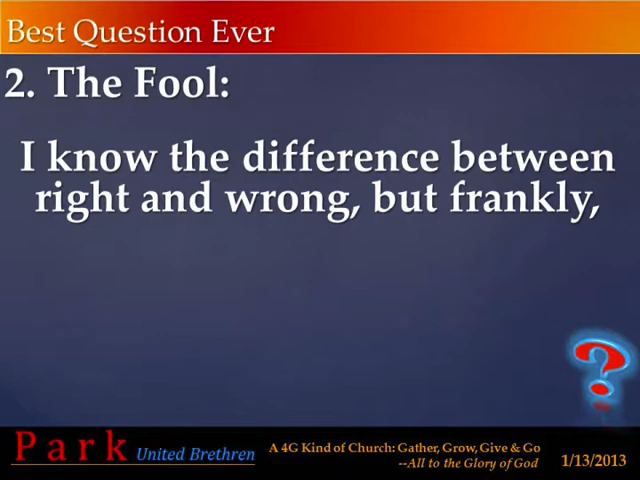 Best Question Ever
2. The Fool:
I know the difference between
right and wrong, but frankly,
Park United Brethren
A 4G Kind of Church: Gather, Grow, Give & Go
--All to the Glory of God
1/13/2013